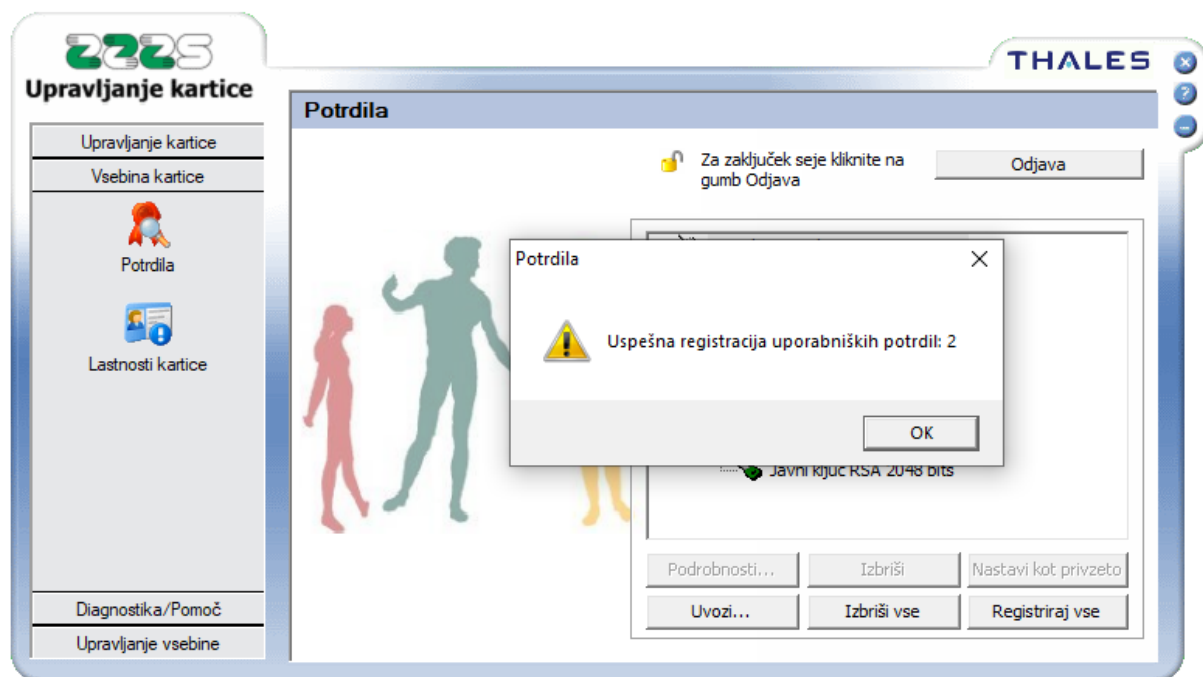 ZZZS
Upravljanje kartice
THALES
Potrdila
Upravljanje kartice
Vsebina kartice
Potrdila
Lastnosti kartice
Diagnostika/Pomoč
Upravljanje vsebine
Za zaključek seje kliknite na
gumb Odjava
Odjava
Potrdila
Uspešna registracija uporabniških potrdil: 2
OK
Javni ključ RSA 2048 bits
Podrobnosti...
Izbriši
Nastavi kot privzeto
Uvozi...
Izbriši vse
Registriraj vse